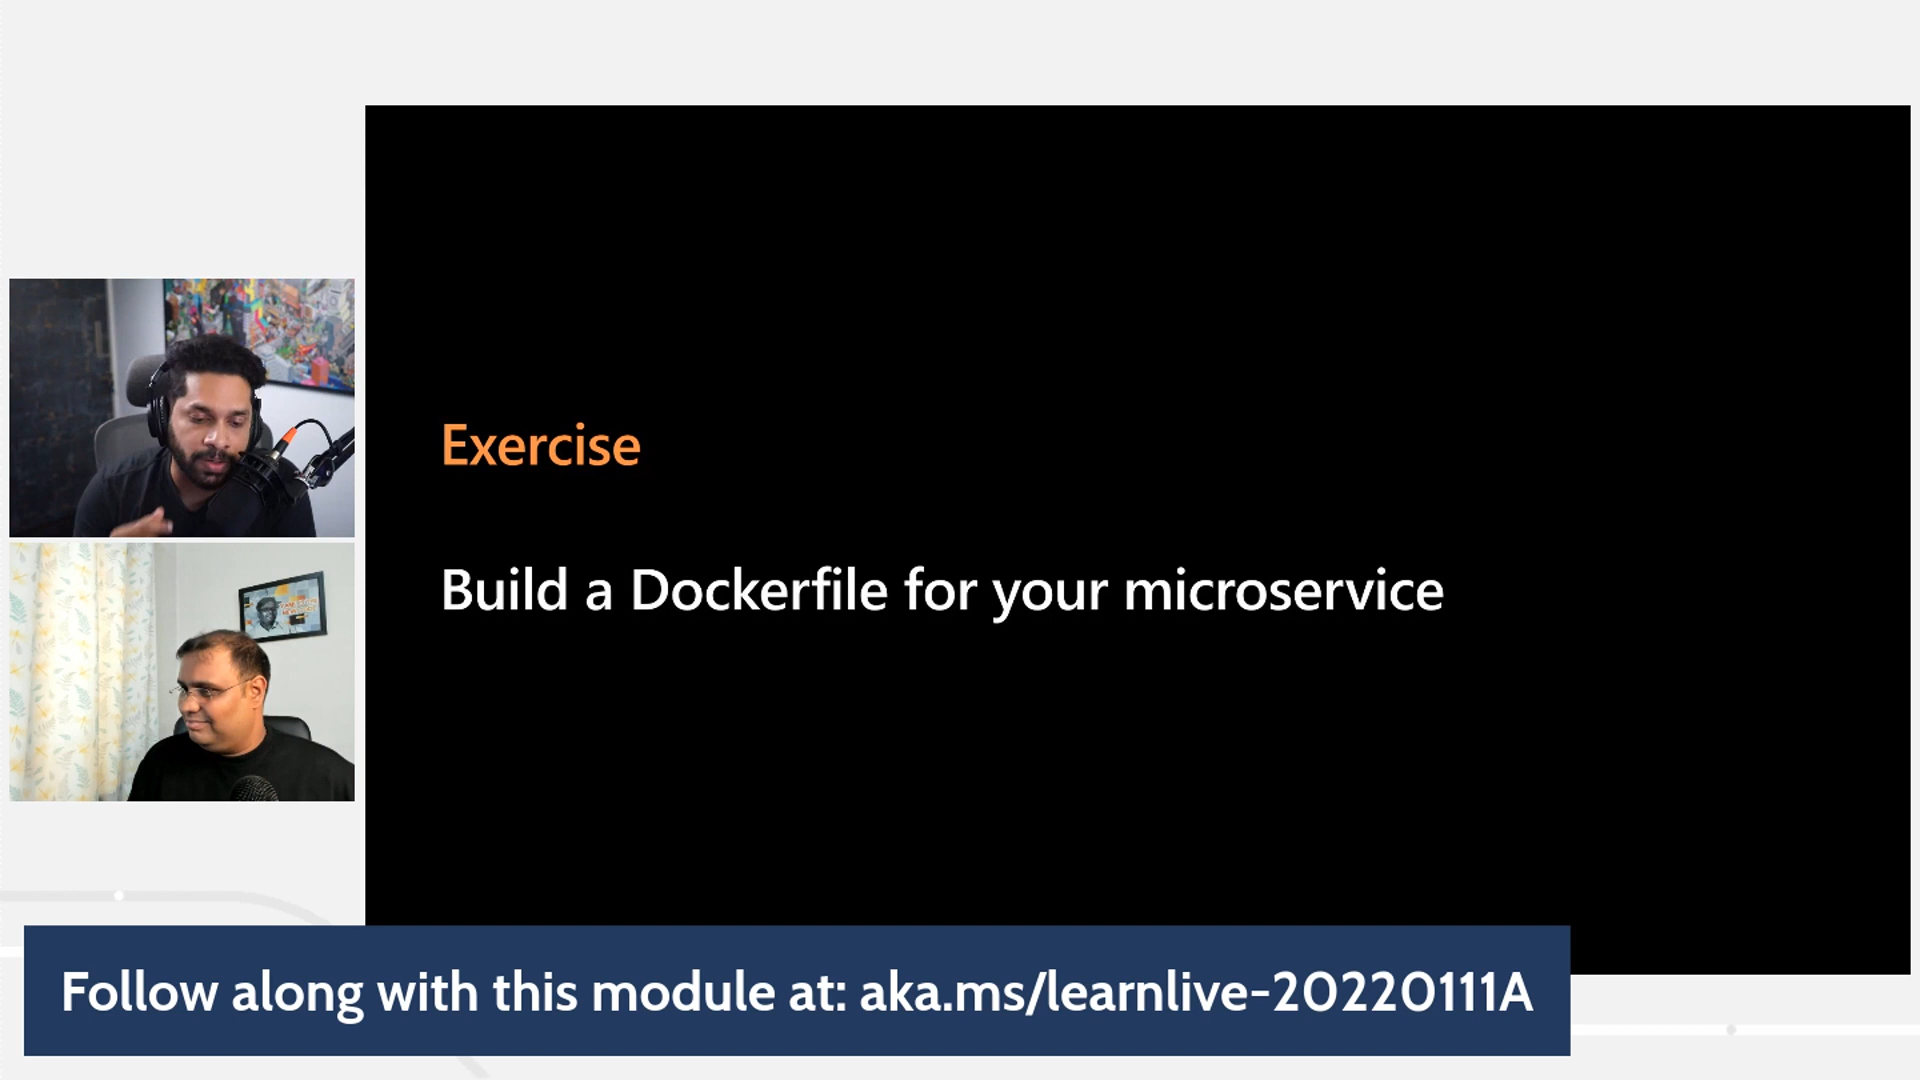 Exercise
Build a Dockerfile for your microservice
Follow along with this module at: aka.ms/learnlive-20220111A